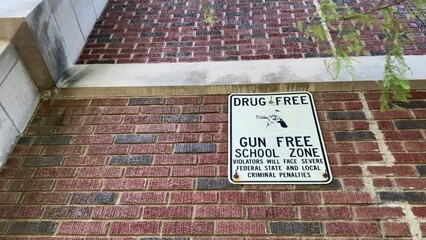 DRUG FREE
GUN FREE
SCHOOL ZONE
VIOLATORS WILL FACE SEVERE
FEDERAL STATE AND LOCAL
CRIMINAL PENALTIES